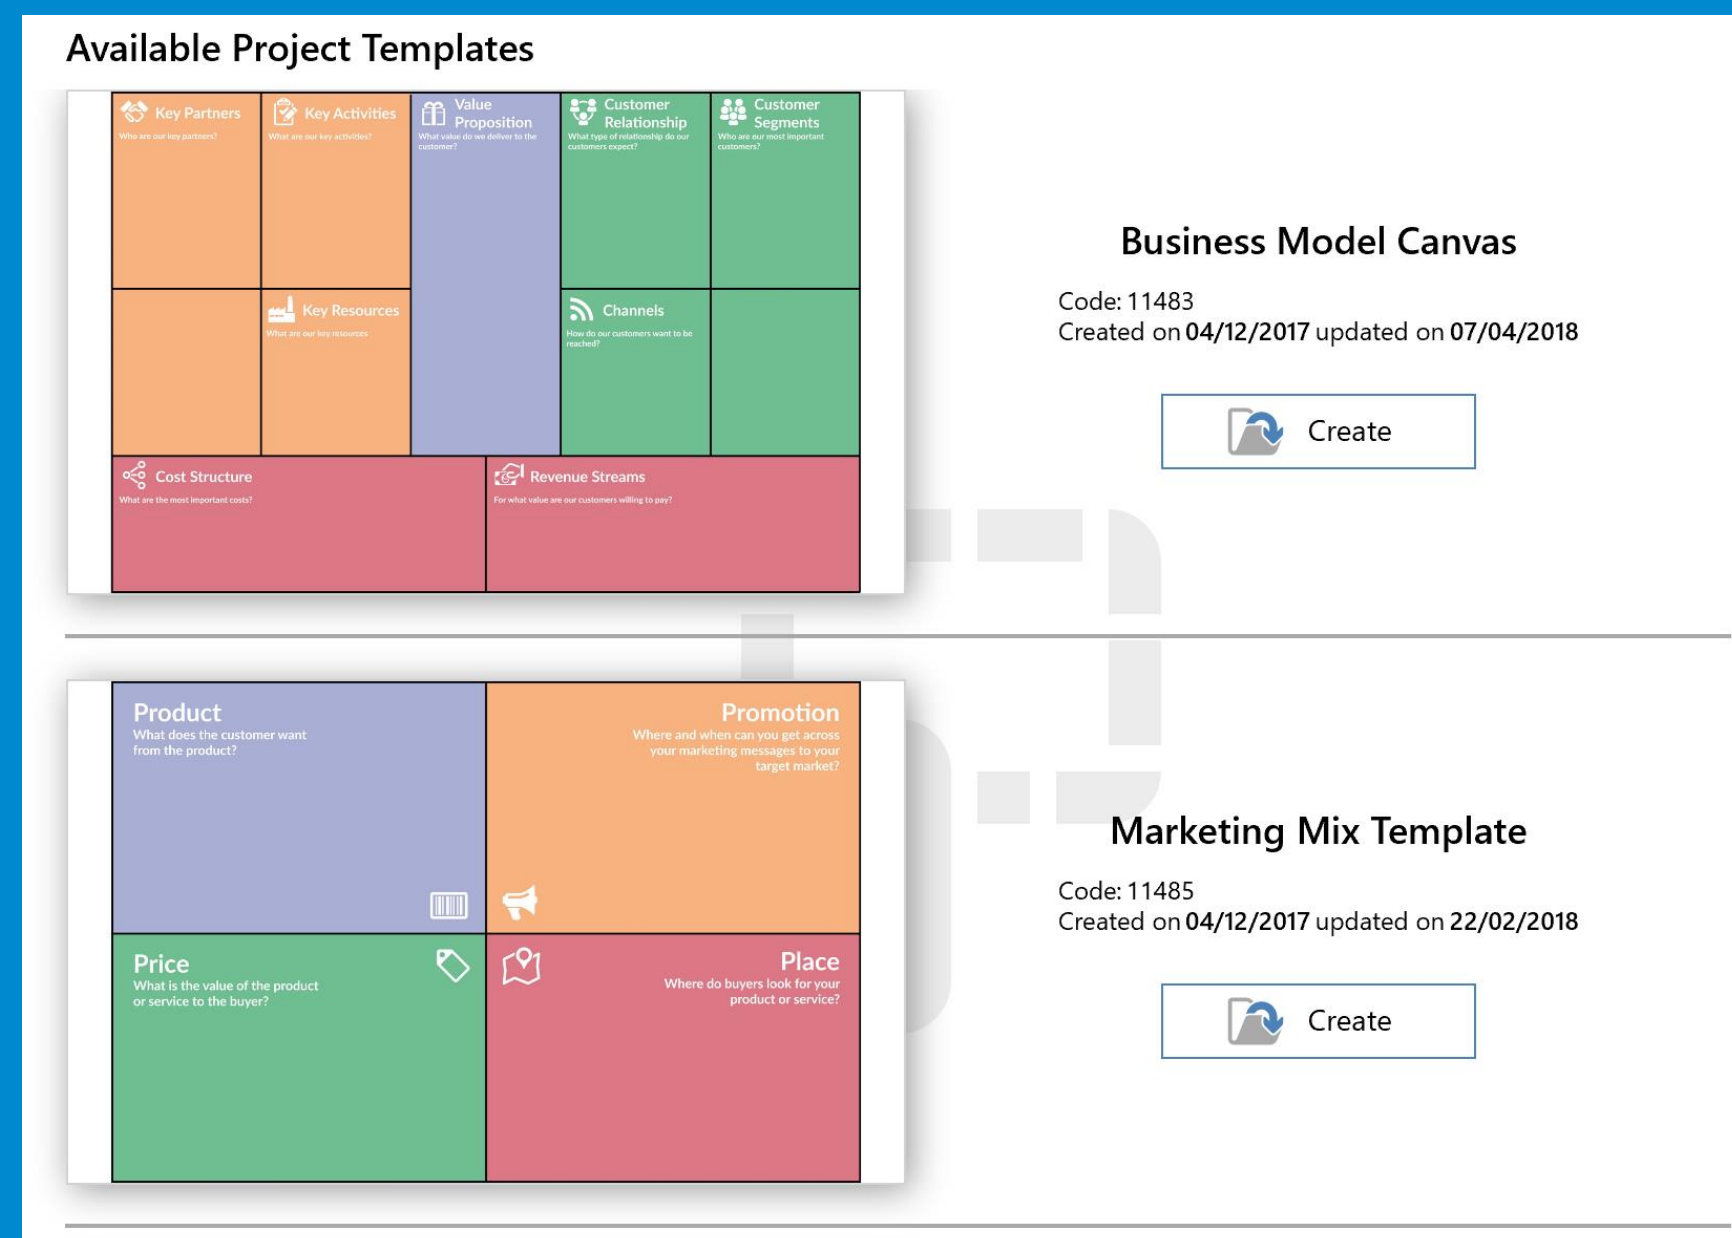 Available Project Templates
Key Partners
Who are our key partners?
Key Activities
What are our key activities?
Value
Proposition
What value do we deliver to the
customer?
Customer
Relationship
What type of relationship do our
customers expect?
Customer
Segments
Who are our most important
customers?
Key Resources
What are our key resources
Channels
How do our customers want to be
reached?
Cost Structure
What are the most important costs?
Revenue Streams
For what value are our customers willing to pay?
Business Model Canvas
Code: 11483
Created on 04/12/2017 updated on 07/04/2018
Create
Product
What does the customer want
from the product?
Promotion
Where and when can you get across
your marketing messages to your
target market?
Price
What is the value of the product
or service to the buyer?
Place
Where do buyers look for your
product or service?
Marketing Mix Template
Code: 11485
Created on 04/12/2017 updated on 22/02/2018
Create